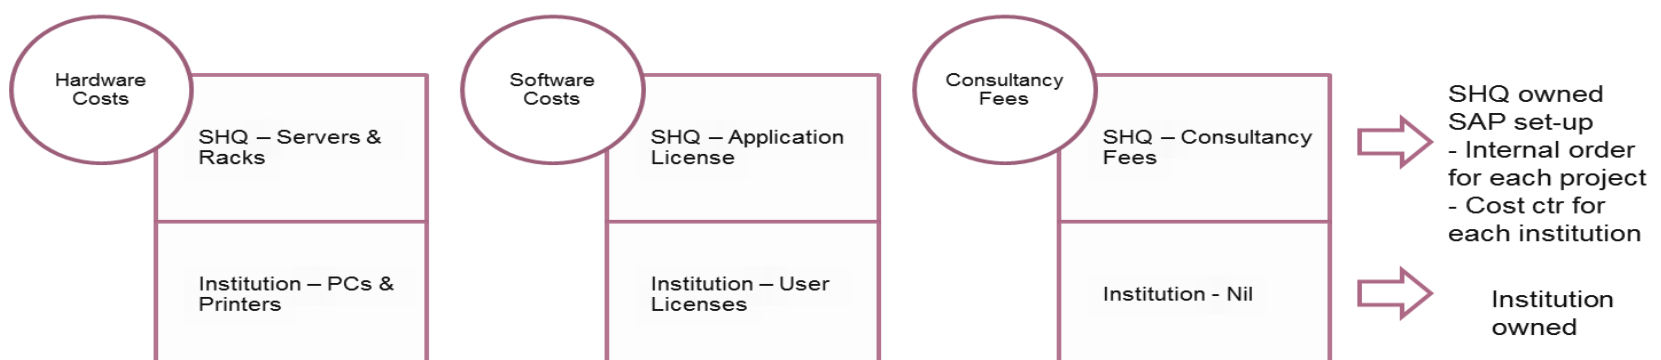 Hardware
Costs
SHQ – Servers &
Racks
Institution – PCs &
Printers
Software
Costs
SHQ – Application
License
Institution – User
Licenses
Consultancy
Fees
SHQ – Consultancy
Fees
Institution - Nil
SHQ owned
SAP set-up
- Internal order
for each project
- Cost ctr for
each institution
Institution
owned